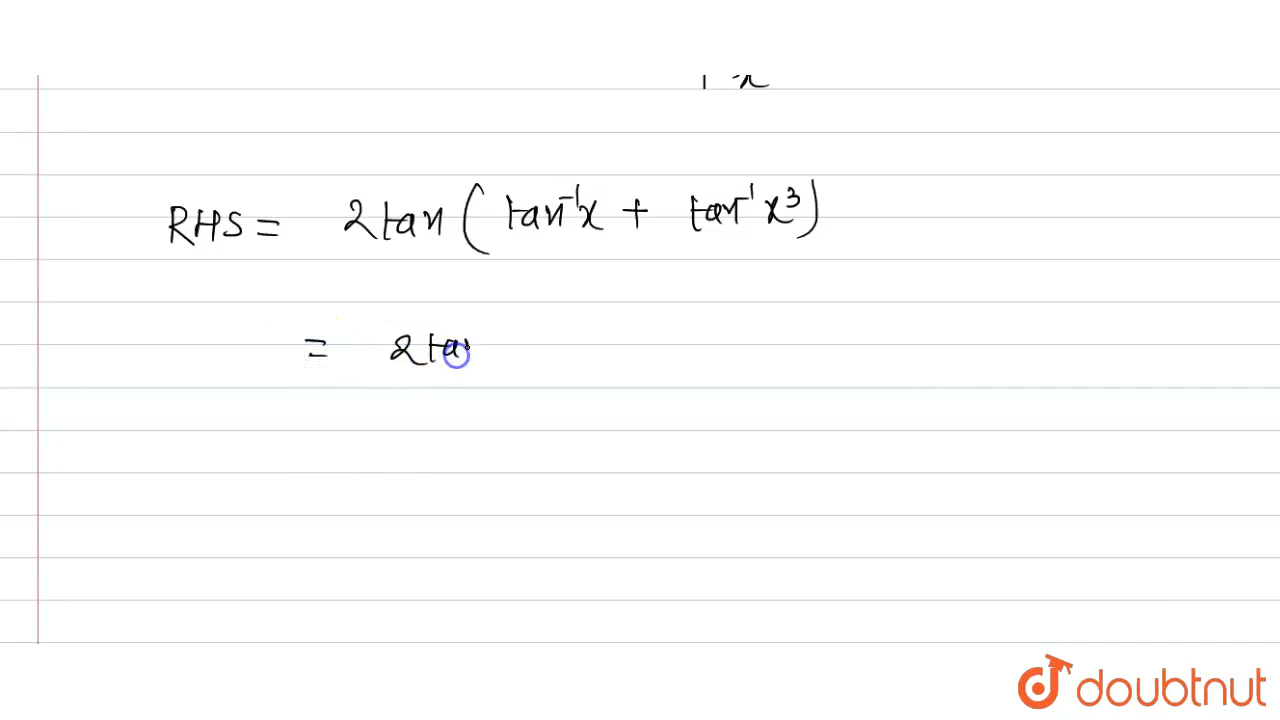 RHS = 2tan(tan⁻¹x + tan⁻¹x³)
= 2ta
doubtnut